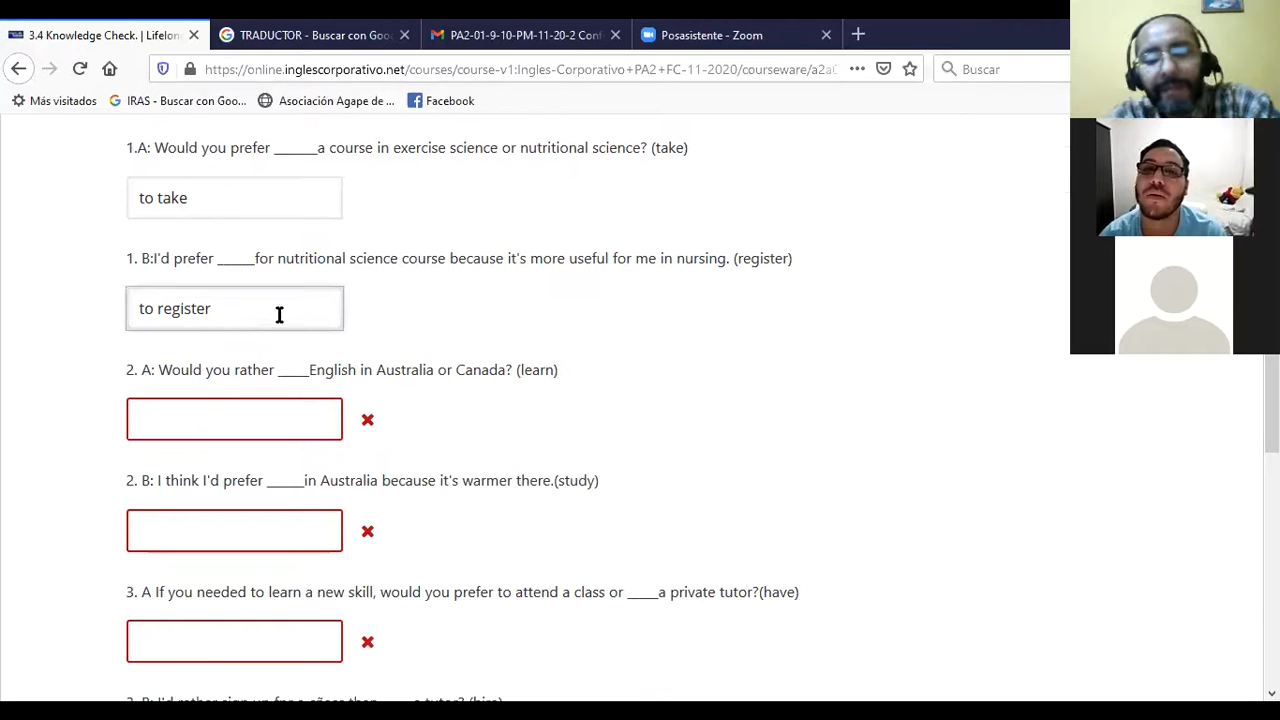 3.4 Knowledge Check. | Lifelon
TRADUCTOR - Buscar con Goo
PA2-01-9-10-PM-11-20-2 Conf
Posasistente - Zoom
https://online.inglescorporativo.net/courses/course-v1:Ingles-Corporativo+PA2+FC-11-2020/courseware/a2a0
Buscar
Más visitados
IRAS - Buscar con Goo...
Asociación Agape de ...
Facebook
1.A: Would you prefer ______a course in exercise science or nutritional science? (take)
to take
1. B:I'd prefer _____for nutritional science course because it's more useful for me in nursing. (register)
to register
2. A: Would you rather ____English in Australia or Canada? (learn)
2. B: I think I'd prefer _____in Australia because it's warmer there.(study)
3. A If you needed to learn a new skill, would you prefer to attend a class or ____a private tutor?(have)